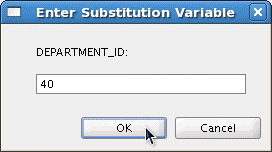 Enter Substitution Variable
DEPARTMENT_ID:
40
OK
Cancel